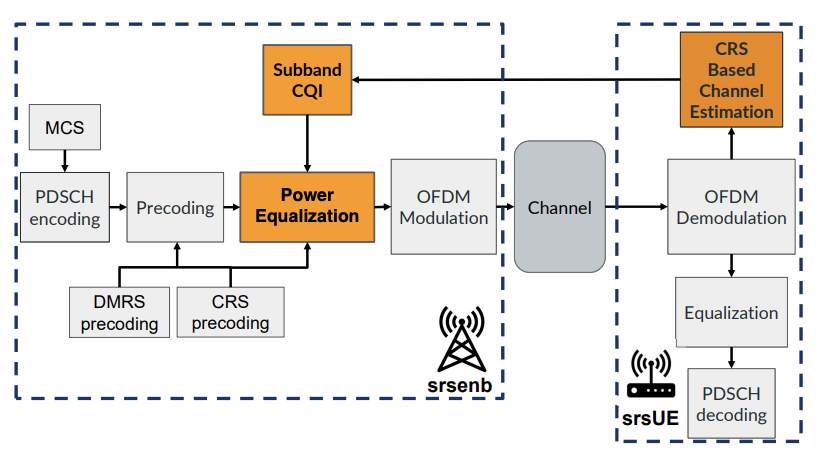 Subband
CQI
CRS
Based
Channel
Estimation
MCS
PDSCH
encoding
Precoding
Power
Equalization
OFDM
Modulation
Channel
OFDM
Demodulation
DMRS
precoding
CRS
precoding
Equalization
srsenb
srsUE
PDSCH
decoding